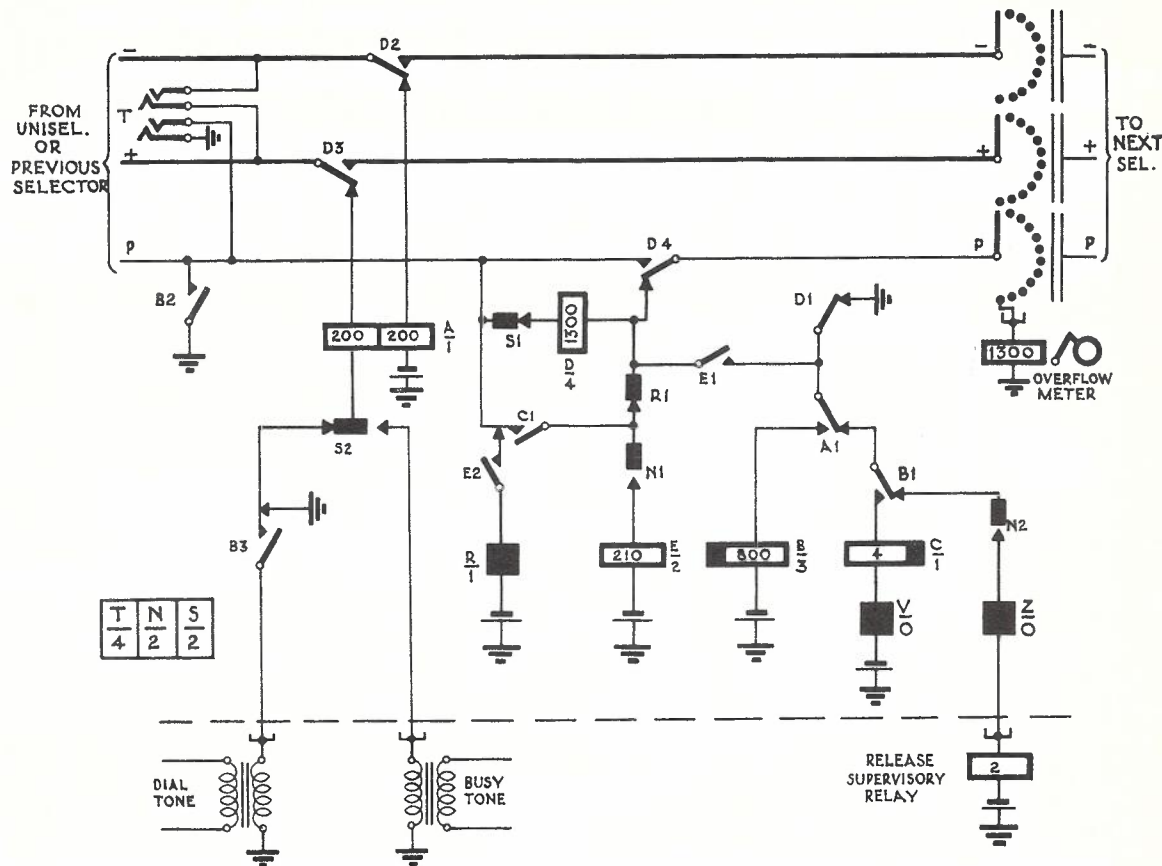 −
D2
−
−
FROM
UNISEL.
OR
PREVIOUS
SELECTOR
T
TO
NEXT
SEL.
+
D3
+
+
P
D4
P
P
B2
D1
200
200
A
1
S1
1300
D
4
E1
1300
OVERFLOW
METER
R1
C1
A1
S2
E2
N1
B1
N2
B3
R
1
210
E
2
800
B
3
4
C
1
V
0
Z
0
T
4
N
2
S
2
DIAL
TONE
BUSY
TONE
RELEASE
SUPERVISORY
RELAY
2